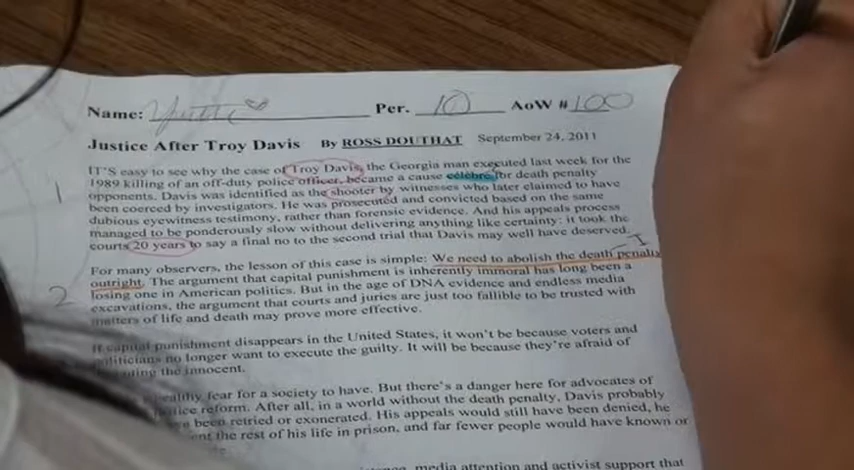 Name: Per. 10 AoW # 100
Justice After Troy Davis By ROSS DOUTHAT September 24, 2011
IT'S easy to see why the case of Troy Davis, the Georgia man executed last week for the
1989 killing of an off-duty police officer, became a cause célèbre for death penalty
1 opponents. Davis was identified as the shooter by witnesses who later claimed to have
been coerced by investigators. He was prosecuted and convicted based on the same
dubious eyewitness testimony, rather than forensic evidence. And his appeals process
managed to be ponderously slow without delivering anything like certainty: it took the
courts 20 years to say a final no to the second trial that Davis may well have deserved.
For many observers, the lesson of this case is simple: We need to abolish the death penalty
outright. The argument that capital punishment is inherently immoral has long been a
2 losing one in American politics. But in the age of DNA evidence and endless media
excavations, the argument that courts and juries are just too fallible to be trusted with
matters of life and death may prove more effective.
If capital punishment disappears in the United States, it won't be because voters and
politicians no longer want to execute the guilty. It will be because they're afraid of
the innocent.
healthy fear for a society to have. But there's a danger here for advocates of
justice reform. After all, in a world without the death penalty, Davis probably
been retried or exonerated. His appeals would still have been denied, he
the rest of his life in prison, and far fewer people would have known or
media attention and activist support that